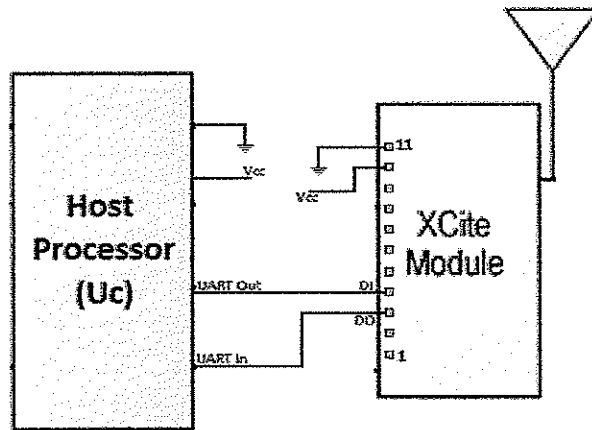 Host
Processor
(Uc)
Vcc
UART Out
UART In
11
Vcc
XCite
Module
DI
DO
1